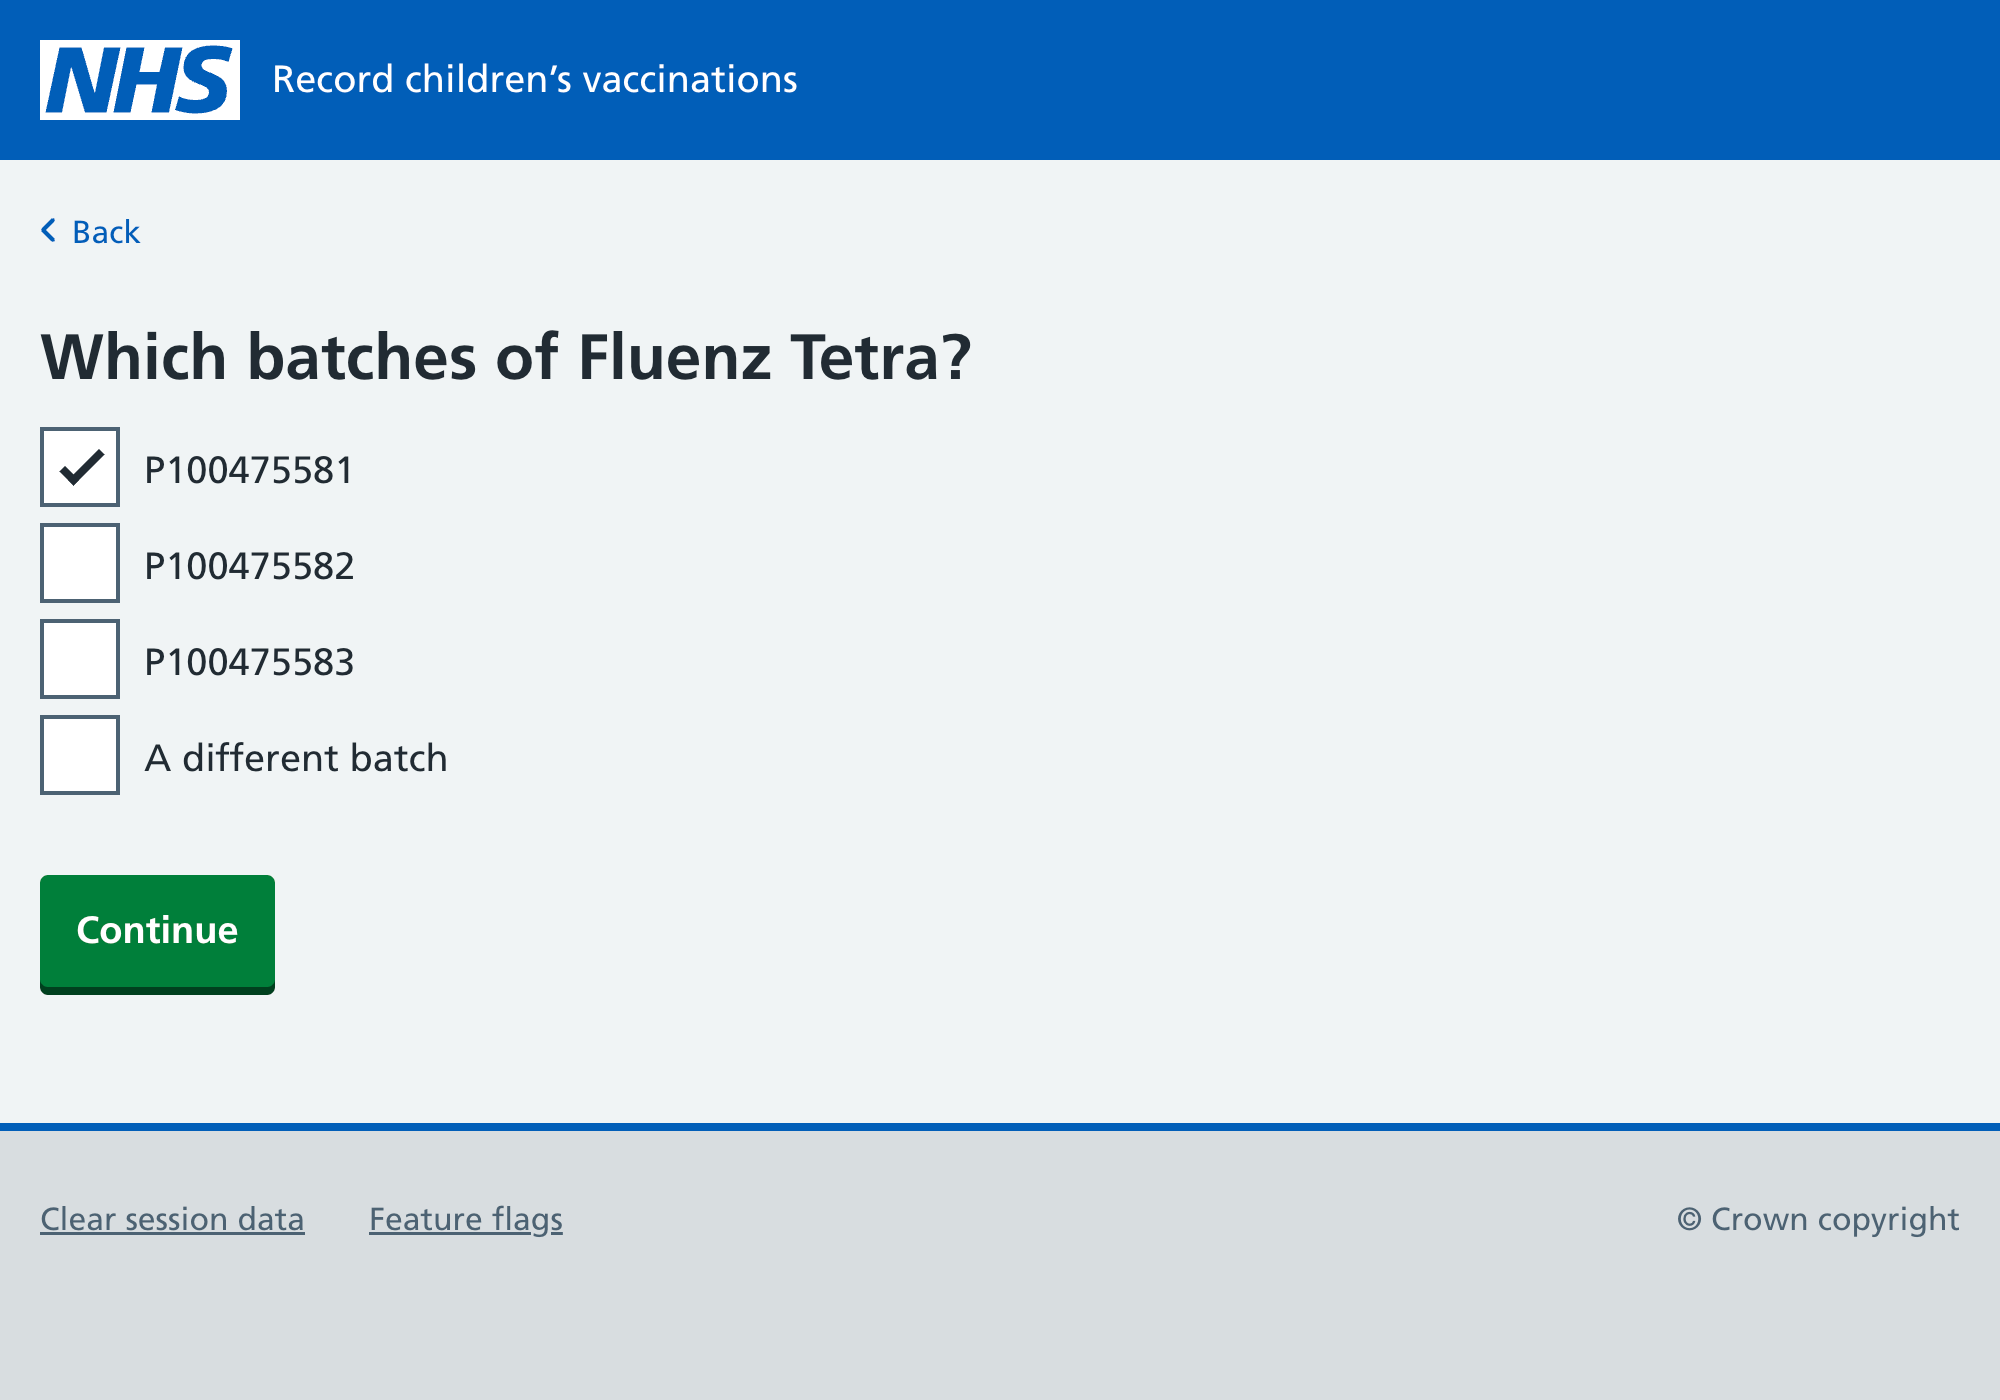 NHS Record children’s vaccinations
Back
Which batches of Fluenz Tetra?
P100475581
P100475582
P100475583
A different batch
Continue
Clear session data Feature flags © Crown copyright